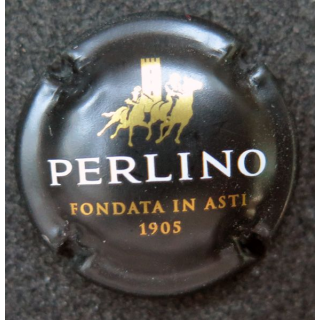 PERLINO
FONDATA IN ASTI
1905